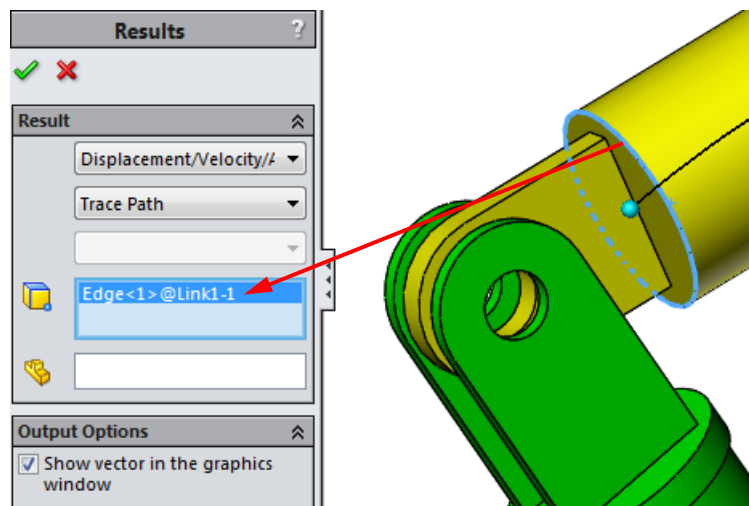 Results ?
Result
Displacement/Velocity/A
Trace Path
Edge<1>@Link1-1
Output Options
Show vector in the graphics
window